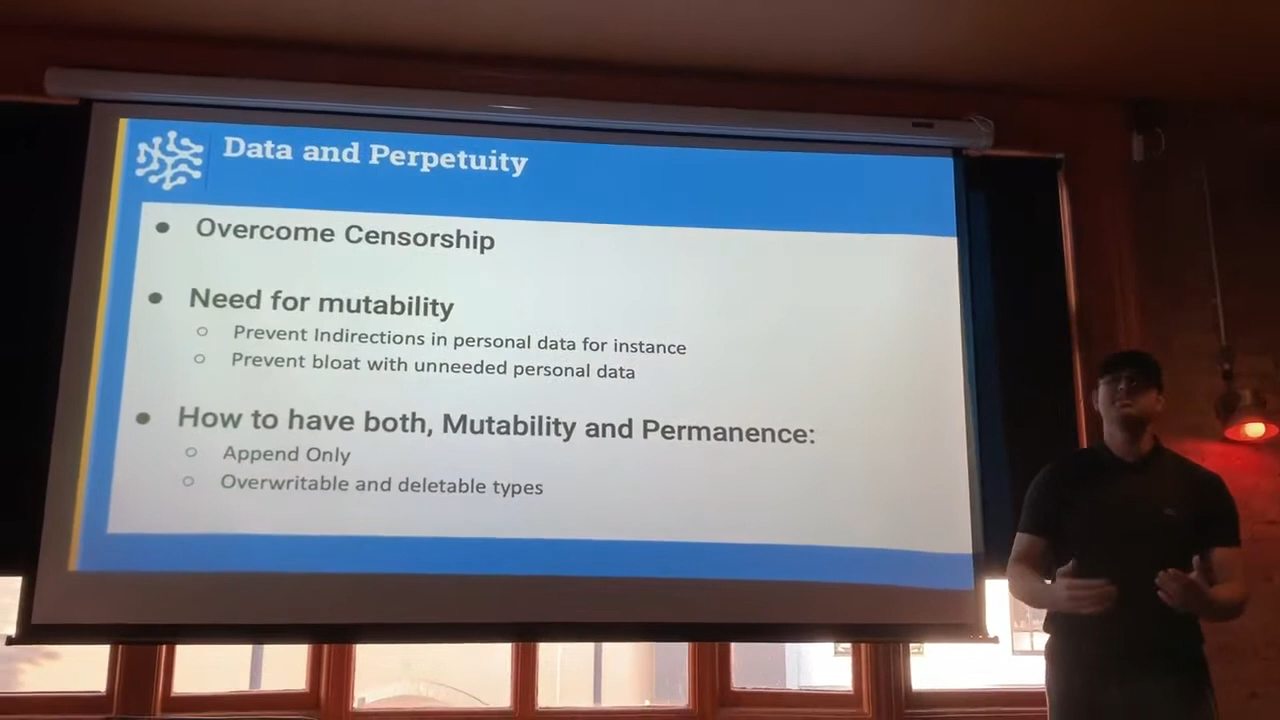 Data and Perpetuity
● Overcome Censorship
● Need for mutability
○ Prevent Indirections in personal data for instance
○ Prevent bloat with unneeded personal data
● How to have both, Mutability and Permanence:
○ Append Only
○ Overwritable and deletable types